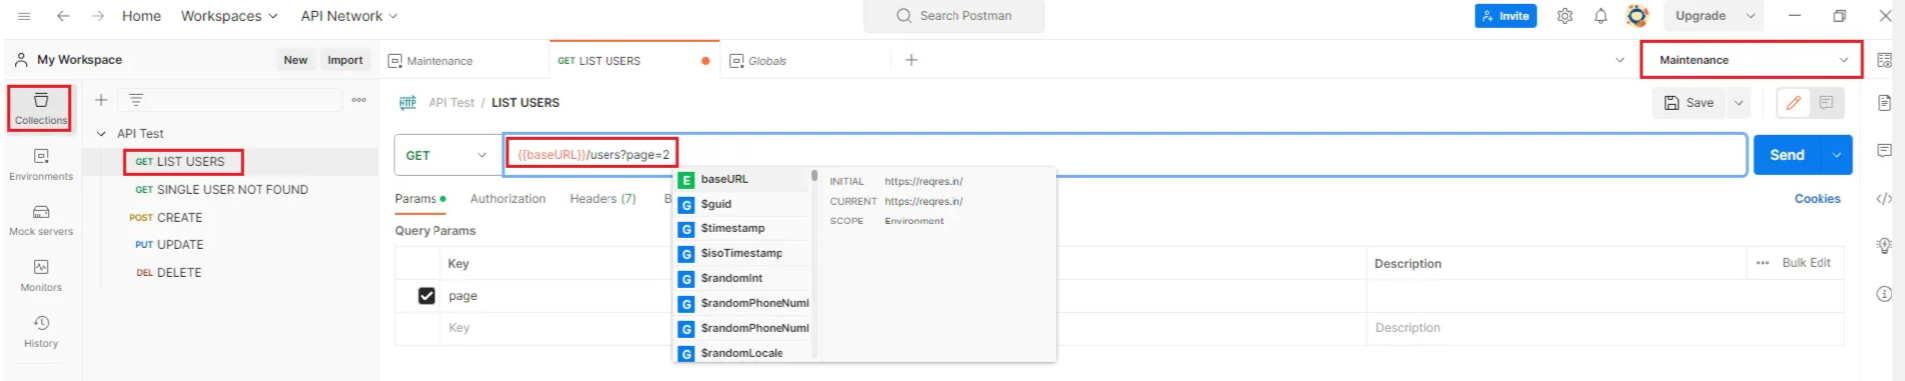 Home Workspaces API Network Search Postman Invite Upgrade
My Workspace New Import Maintenance GET LIST USERS Globals Maintenance
Collections
API Test / LIST USERS Save
API Test
GET {{baseURL}}/users?page=2 Send
GET LIST USERS
Environments
GET SINGLE USER NOT FOUND
POST CREATE
PUT UPDATE
DEL DELETE
Mock servers
Monitors
History
Params Authorization Headers (7) B Cookies
Query Params
Key Description Bulk Edit
page
Key Description
E baseURL
G $guid
G $timestamp
G $isoTimestamp
G $randomInt
G $randomPhoneNuml
G $randomPhoneNuml
G $randomLocale
INITIAL https://reqres.in/
CURRENT https://reqres.in/
SCOPE Environment